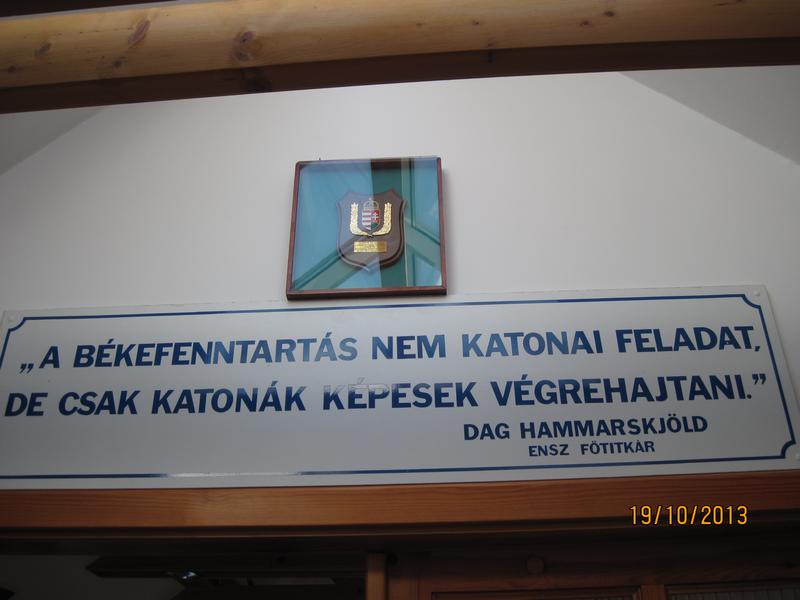 „A BÉKEFENNTARTÁS NEM KATONAI FELADAT,
DE CSAK KATONÁK KÉPESEK VÉGREHAJTANI.”
DAG HAMMARSKJÖLD
ENSZ FŐTITKÁR
19/10/2013